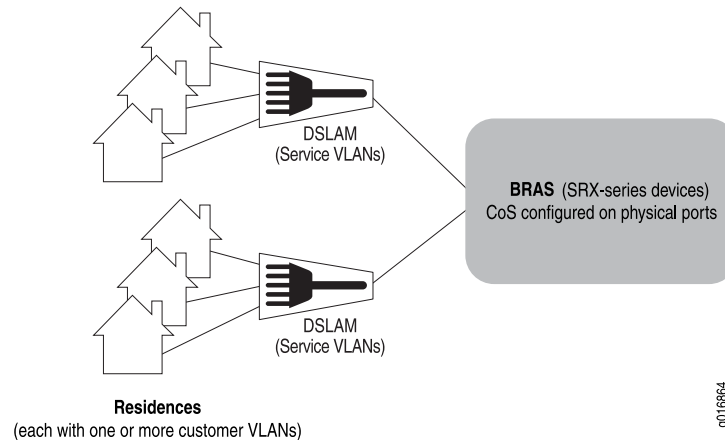 DSLAM
(Service VLANs)
BRAS (SRX-series devices)
CoS configured on physical ports
DSLAM
(Service VLANs)
Residences
(each with one or more customer VLANs)
g016864